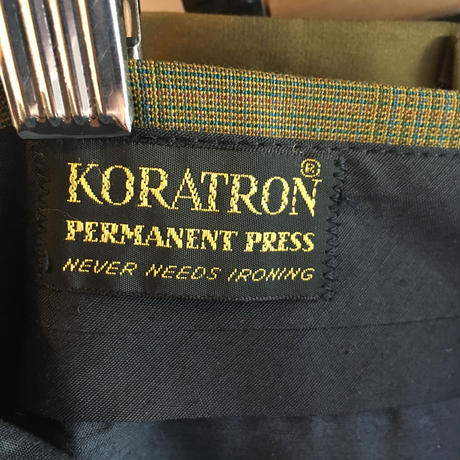 KORATRON®
PERMANENT PRESS
NEVER NEEDS IRONING